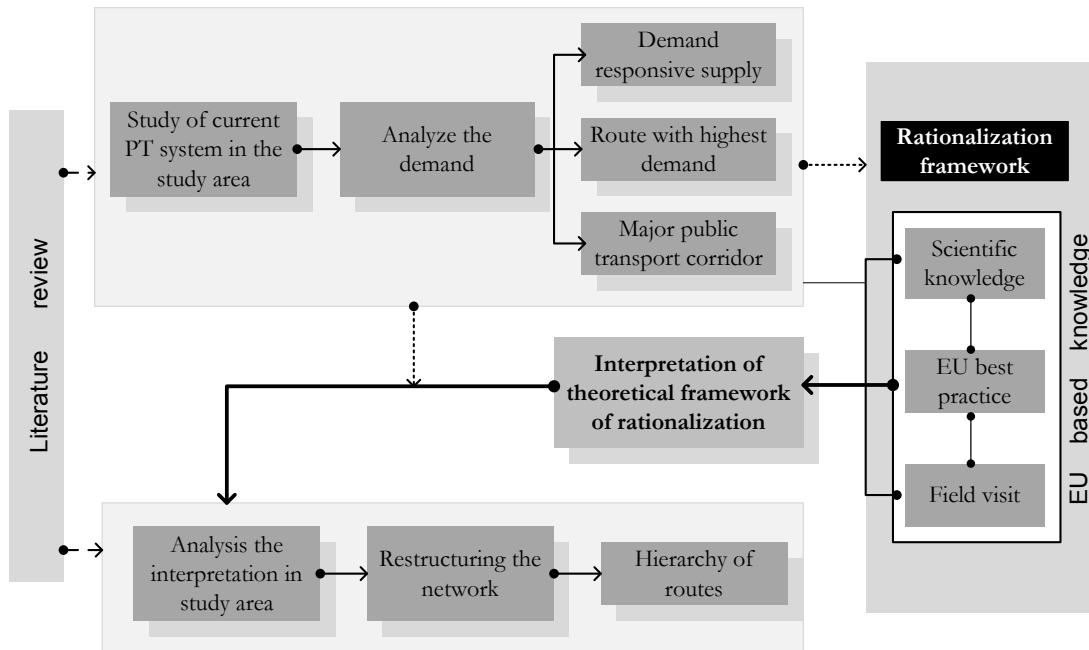 Literature review
Study of current
PT system in the
study area
Analyze the
demand
Demand
responsive supply
Route with highest
demand
Major public
transport corridor
Rationalization
framework
Scientific
knowledge
EU best
practice
Field visit
EU based knowledge
Interpretation of
theoretical framework
of rationalization
Analysis the
interpretation in
study area
Restructuring the
network
Hierarchy of
routes